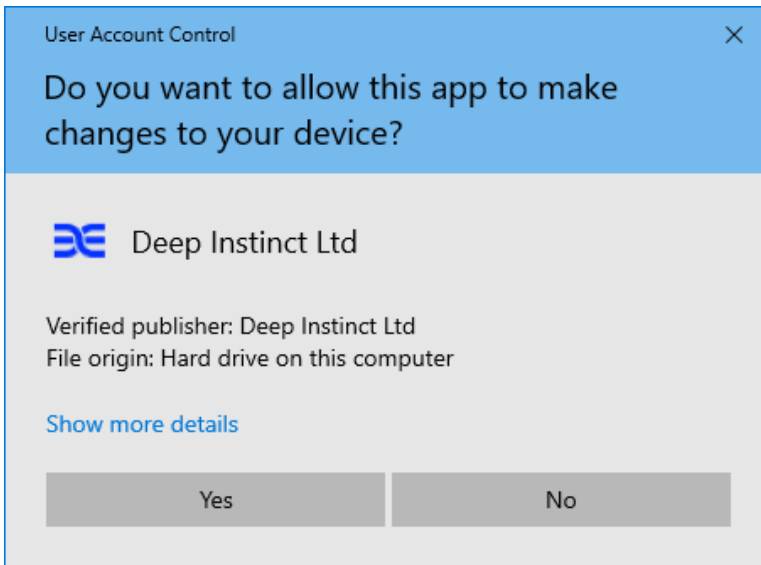 User Account Control
Do you want to allow this app to make
changes to your device?
Deep Instinct Ltd
Verified publisher: Deep Instinct Ltd
File origin: Hard drive on this computer
Show more details
Yes
No